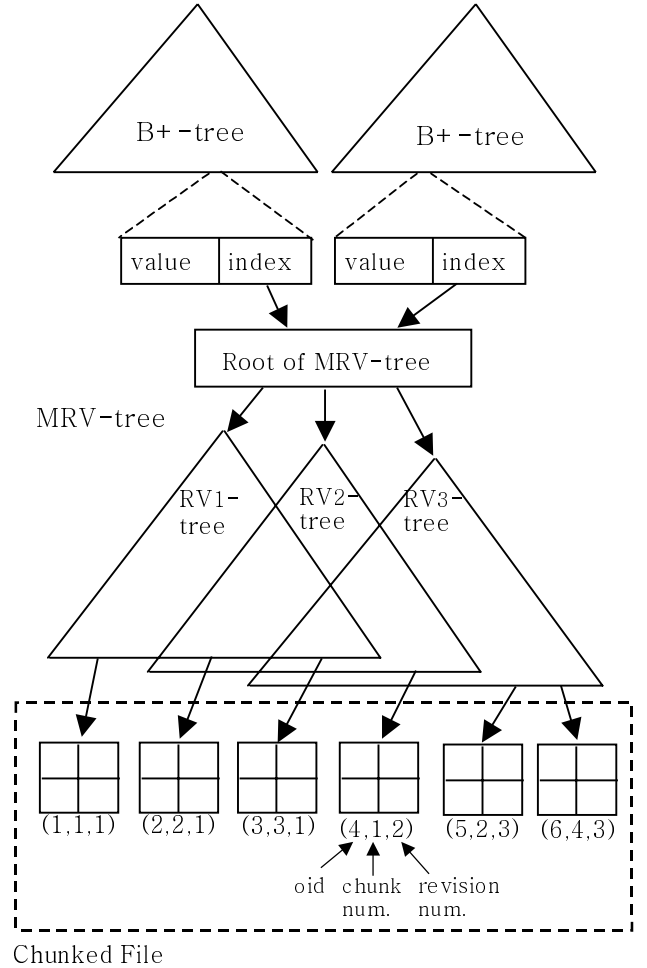 B+-tree
B+-tree
value index
value index
Root of MRV-tree
MRV-tree
RV1-
tree
RV2-
tree
RV3-
tree
(1,1,1) (2,2,1) (3,3,1) (4,1,2) (5,2,3) (6,4,3)
oid
chunk
num.
revision
num.
Chunked File